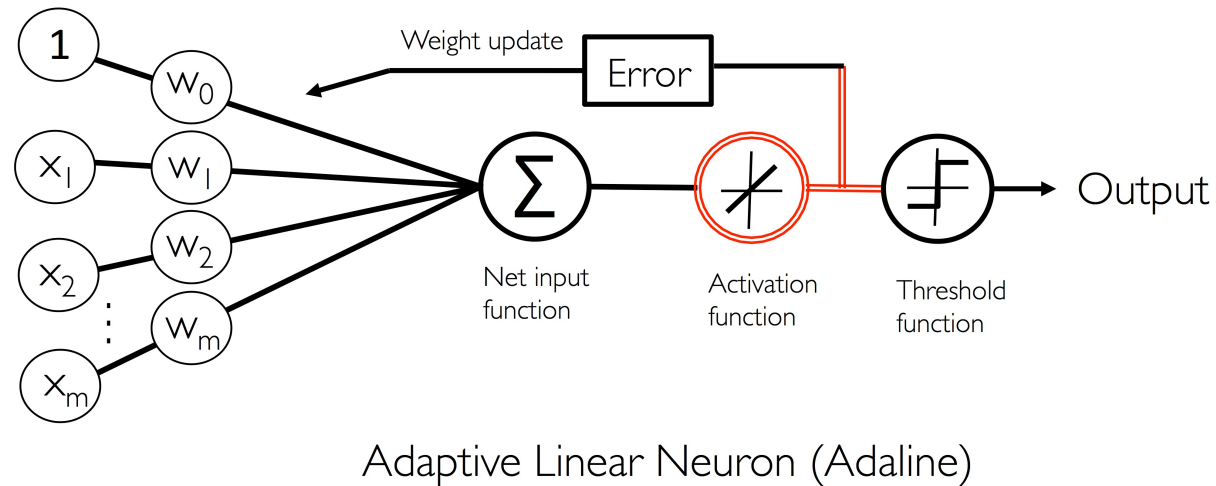 1
w₀
Weight update
Error
x₁
w₁
Σ
Output
x₂
w₂
Net input
function
Activation
function
Threshold
function
wₘ
xₘ
Adaptive Linear Neuron (Adaline)